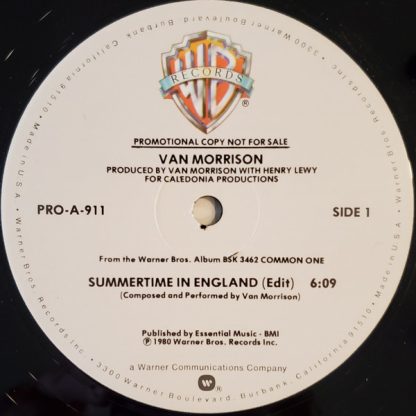 WB
RECORDS
®
PROMOTIONAL COPY NOT FOR SALE
VAN MORRISON
PRODUCED BY VAN MORRISON WITH HENRY LEWY
FOR CALEDONIA PRODUCTIONS
PRO-A-911
SIDE 1
From the Warner Bros. Album BSK 3462 COMMON ONE
SUMMERTIME IN ENGLAND (Edit) 6:09
(Composed and Performed by Van Morrison)
Published by Essential Music - BMI
Ⓟ 1980 Warner Bros. Records Inc.
a Warner Communications Company
W
Warner Bros. Records Inc. • 3300 Warner Boulevard, Burbank, California 91510 • Made in U.S.A. •